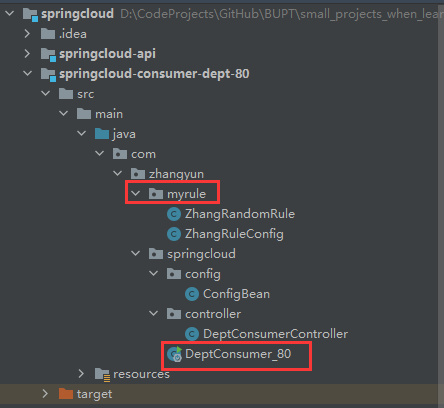 springcloud D:\CodeProjects\GitHub\BUPT\small_projects_when_lear
.idea
springcloud-api
springcloud-consumer-dept-80
src
main
java
com
zhangyun
myrule
ZhangRandomRule
ZhangRuleConfig
springcloud
config
ConfigBean
controller
DeptConsumerController
DeptConsumer_80
resources
target